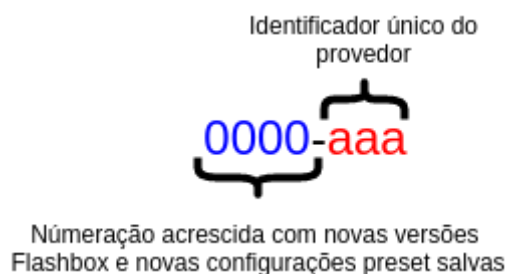 Identificador único do
provedor
0000-aaa
Númeração acrescida com novas versões
Flashbox e novas configurações preset salvas